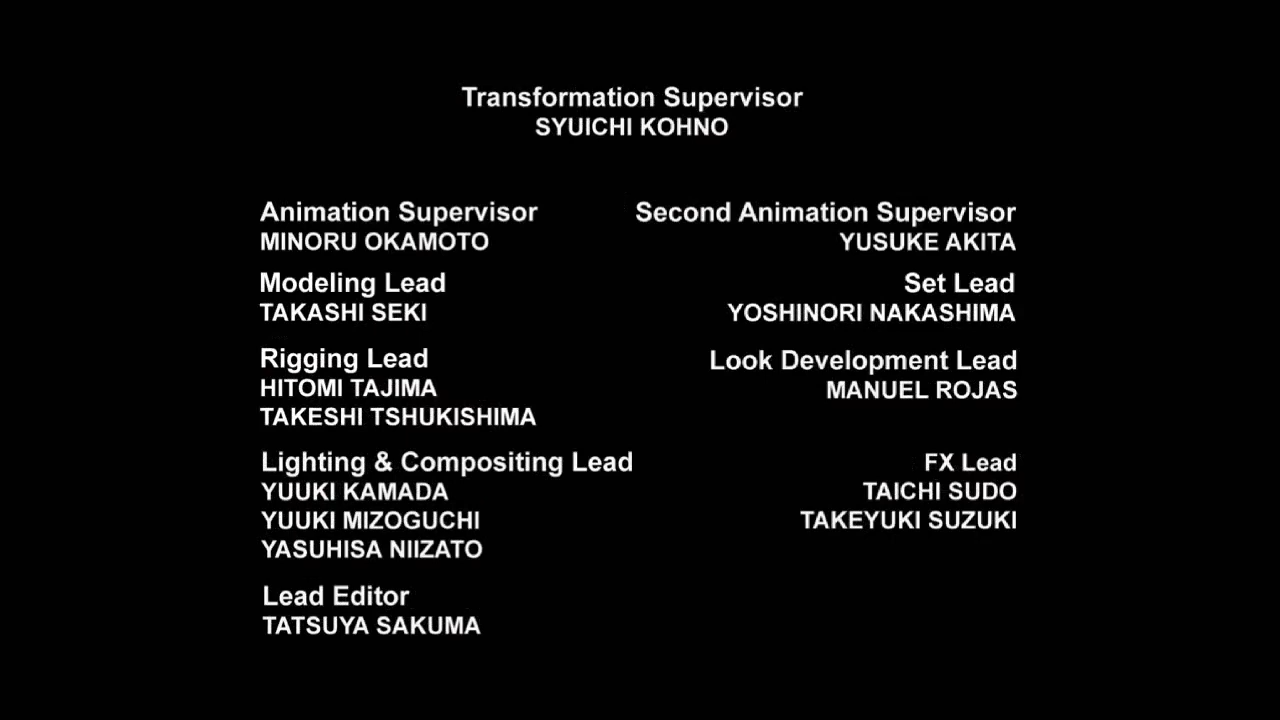 Transformation Supervisor
SYUICHI KOHNO
Animation Supervisor
MINORU OKAMOTO
Second Animation Supervisor
YUSUKE AKITA
Modeling Lead
TAKASHI SEKI
Set Lead
YOSHINORI NAKASHIMA
Rigging Lead
HITOMI TAJIMA
TAKESHI TSHUKISHIMA
Look Development Lead
MANUEL ROJAS
Lighting & Compositing Lead
YUUKI KAMADA
YUUKI MIZOGUCHI
YASUHISA NIIZATO
FX Lead
TAICHI SUDO
TAKEYUKI SUZUKI
Lead Editor
TATSUYA SAKUMA